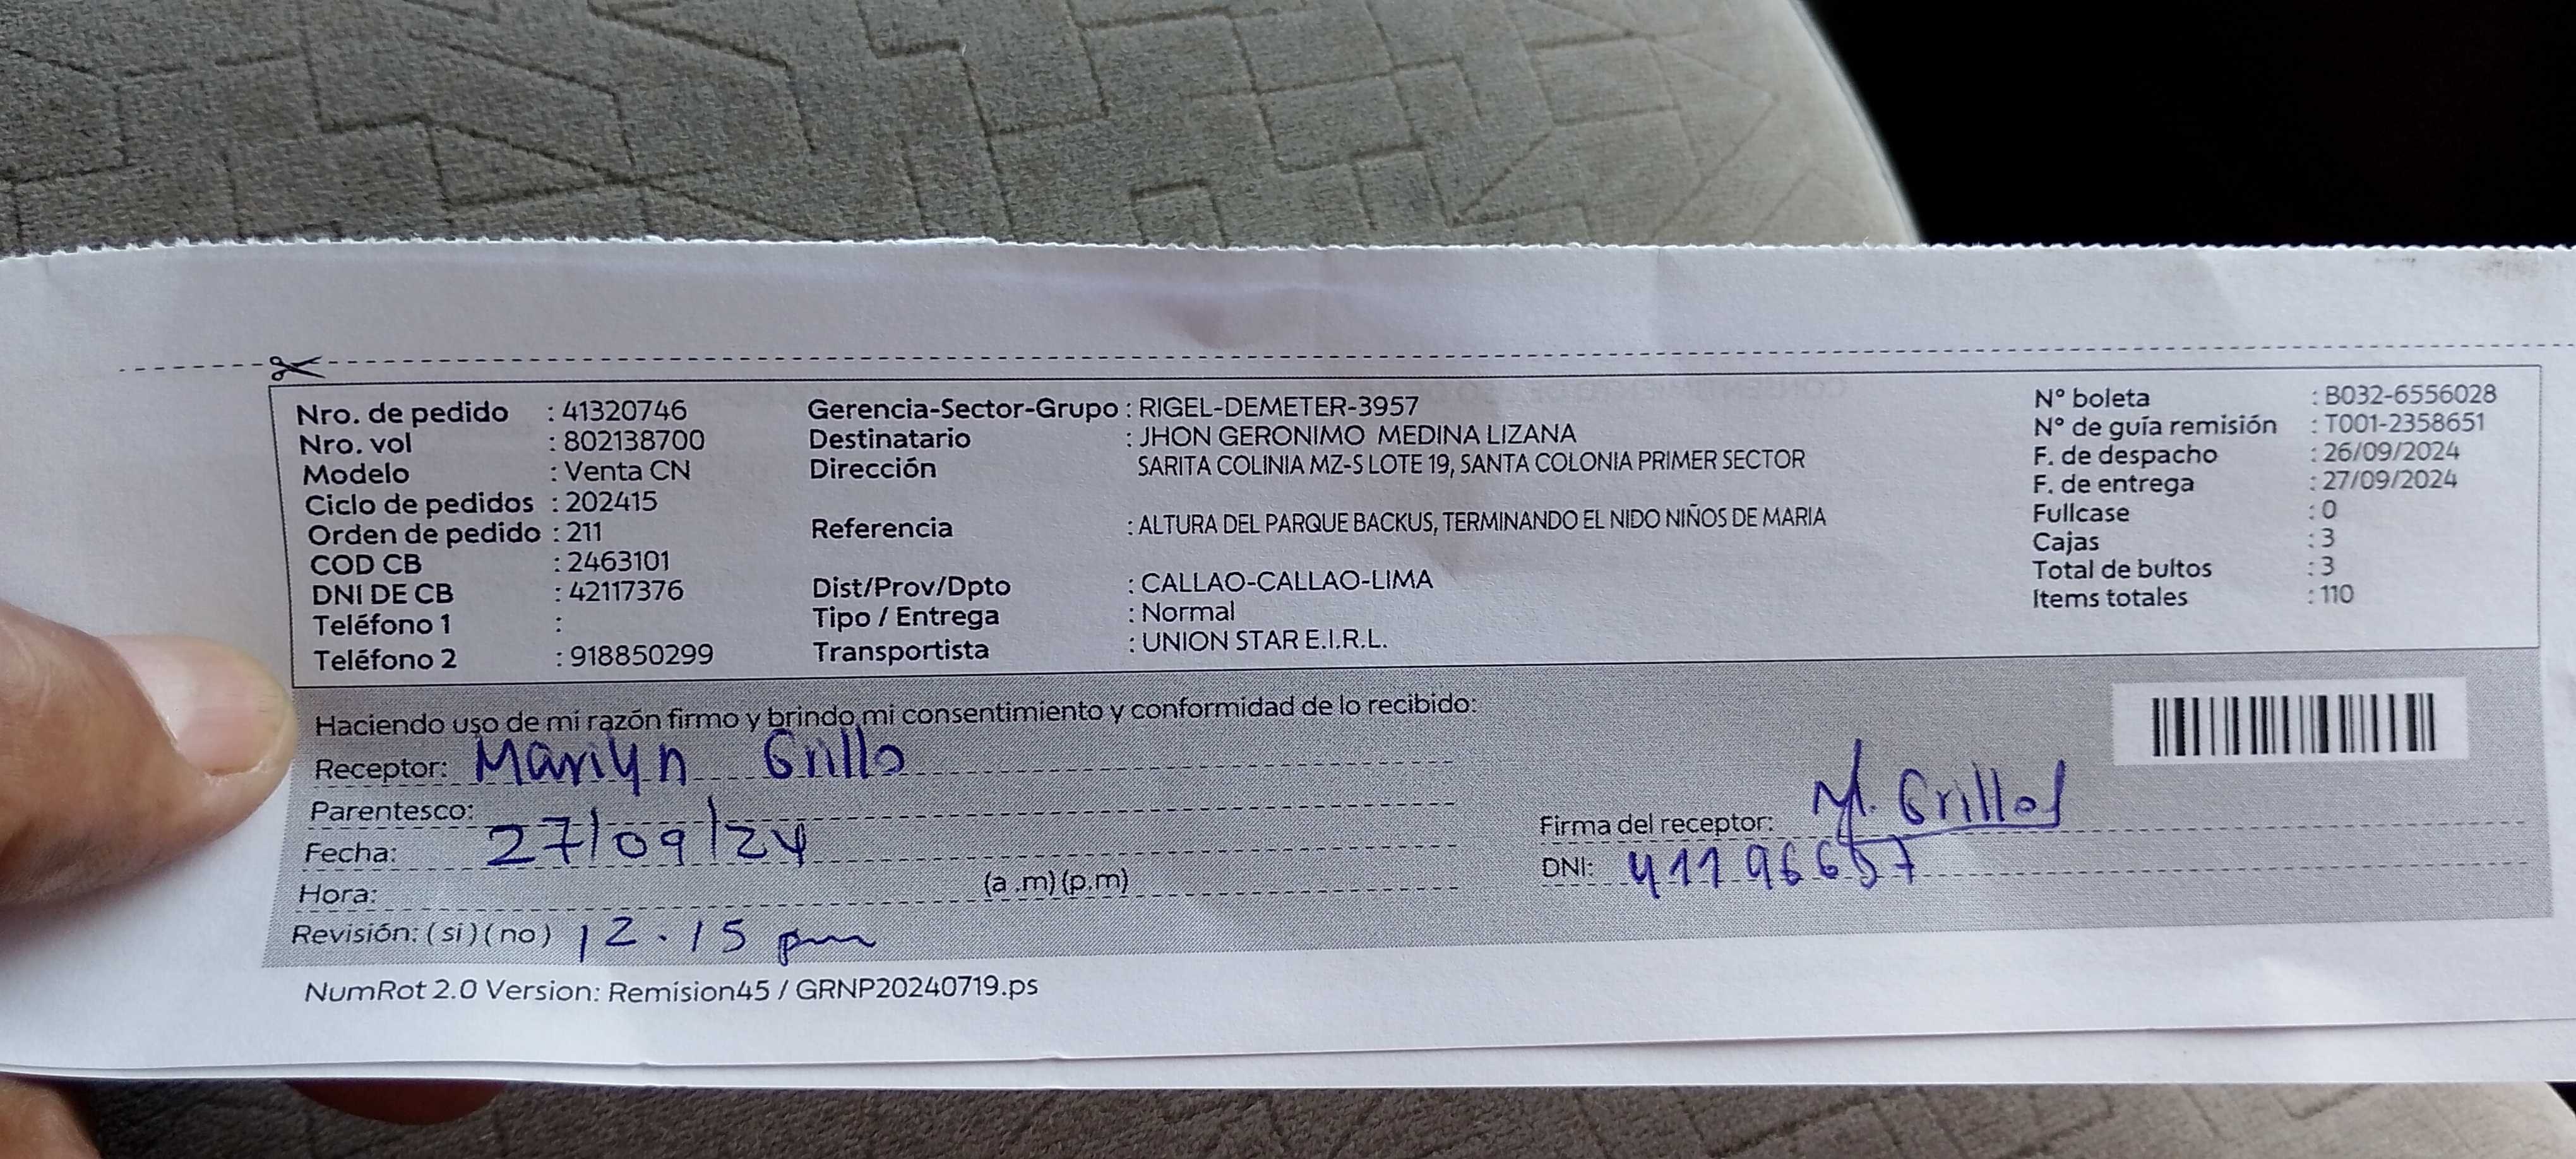 Nro. de pedido : 41320746
Nro. vol : 802138700
Modelo : Venta CN
Ciclo de pedidos : 202415
Orden de pedido : 211
COD CB : 2463101
DNI DE CB : 42117376
Teléfono 1 :
Teléfono 2 : 918850299
Gerencia-Sector-Grupo : RIGEL-DEMETER-3957
Destinatario : JHON GERONIMO MEDINA LIZANA
Dirección SARITA COLINIA MZ-S LOTE 19, SANTA COLONIA PRIMER SECTOR
Referencia : ALTURA DEL PARQUE BACKUS, TERMINANDO EL NIDO NIÑOS DE MARIA
Dist/Prov/Dpto : CALLAO-CALLAO-LIMA
Tipo / Entrega : Normal
Transportista : UNION STAR E.I.R.L.
N° boleta : B032-6556028
N° de guía remisión : T001-2358651
F. de despacho : 26/09/2024
F. de entrega : 27/09/2024
Fullcase : 0
Cajas : 3
Total de bultos : 3
Items totales : 110
Haciendo uso de mi razón firmo y brindo mi consentimiento y conformidad de lo recibido:
Receptor: Marilyn Grillo
Parentesco:
Fecha: 27/09/24
Hora: (a .m) (p.m)
Revisión: ( si ) ( no ) 12.15 pm
Firma del receptor: M. Grillo
DNI: 41196657
NumRot 2.0 Version: Remision45 / GRNP20240719.ps